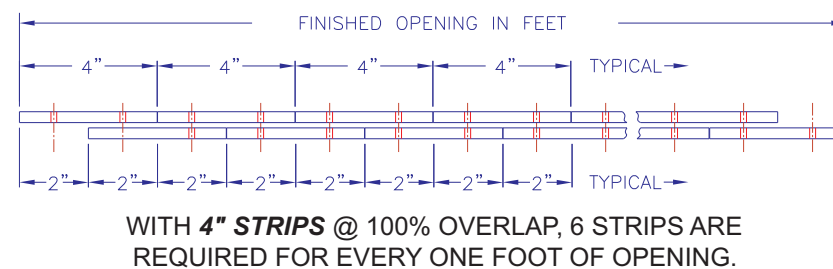 FINISHED OPENING IN FEET
4" 4" 4" 4" TYPICAL
2" 2" 2" 2" 2" 2" 2" 2" TYPICAL
WITH 4" STRIPS @ 100% OVERLAP, 6 STRIPS ARE
REQUIRED FOR EVERY ONE FOOT OF OPENING.